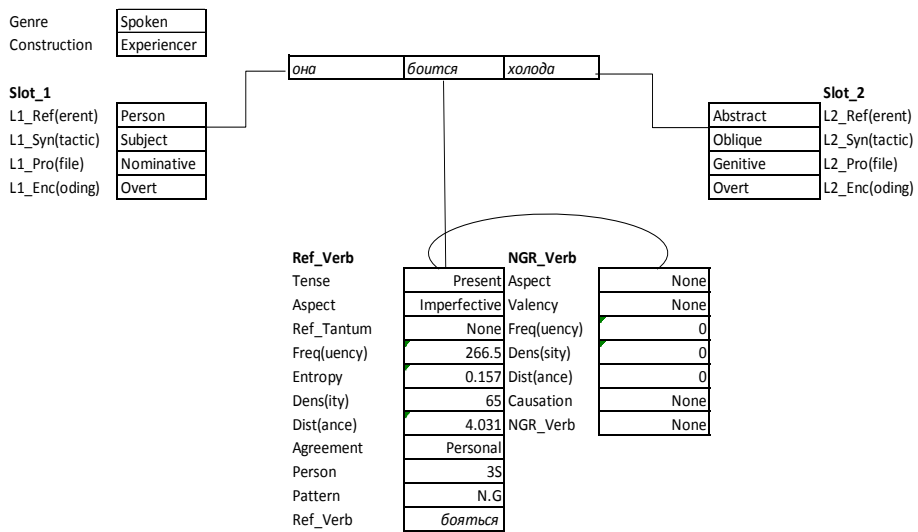 Genre Spoken
Construction Experiencer
она боится холода
Slot_1 Slot_2
L1_Ref(erent) Person Abstract L2_Ref(erent)
L1_Syn(tactic) Subject Oblique L2_Syn(tactic)
L1_Pro(file) Nominative Genitive L2_Pro(file)
L1_Enc(oding) Overt Overt L2_Enc(oding)
Ref_Verb NGR_Verb
Tense Present Aspect None
Aspect Imperfective Valency None
Ref_Tantum None Freq(uency) 0
Freq(uency) 266.5 Dens(sity) 0
Entropy 0.157 Dist(ance) 0
Dens(ity) 65 Causation None
Dist(ance) 4.031 NGR_Verb None
Agreement Personal
Person 3S
Pattern N.G
Ref_Verb бояться